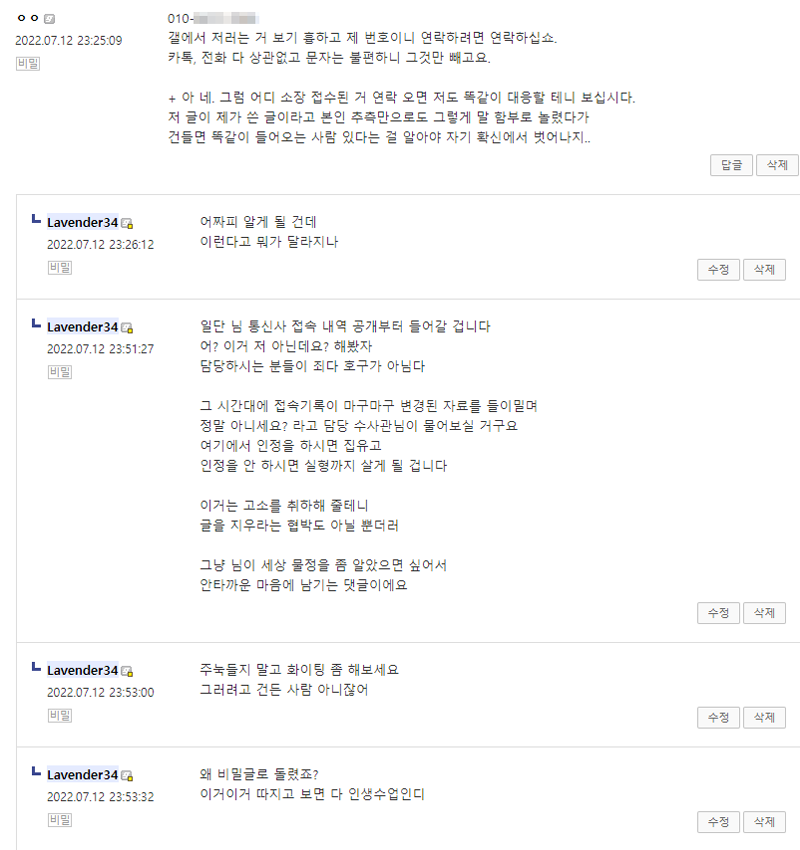 ㅇㅇ
2022.07.12 23:25:09
비밀
010-
갤에서 저러는 거 보기 흉하고 제 번호이니 연락하려면 연락하십쇼.
카톡, 전화 다 상관없고 문자는 불편하니 그것만 빼고요.
+ 아 네. 그럼 어디 소장 접수된 거 연락 오면 저도 똑같이 대응할 테니 보십시다.
저 글이 제가 쓴 글이라고 본인 추측만으로도 그렇게 말 함부로 놀렸다가
건들면 똑같이 들어오는 사람 있다는 걸 알아야 자기 확신에서 벗어나지..
답글 삭제
Lavender34
2022.07.12 23:26:12
비밀
어짜피 알게 될 건데
이런다고 뭐가 달라지나
수정 삭제
Lavender34
2022.07.12 23:51:27
비밀
일단 님 통신사 접속 내역 공개부터 들어갈 겁니다
어? 이거 저 아닌데요? 해봤자
담당하시는 분들이 죄다 호구가 아님다
그 시간대에 접속기록이 마구마구 변경된 자료를 들이밀며
정말 아니세요? 라고 담당 수사관님이 물어보실 거구요
여기에서 인정을 하시면 집유고
인정을 안 하시면 실형까지 살게 될 겁니다
이거는 고소를 취하해 줄테니
글을 지우라는 협박도 아닐 뿐더러
그냥 님이 세상 물정을 좀 알았으면 싶어서
안타까운 마음에 남기는 댓글이에요
수정 삭제
Lavender34
2022.07.12 23:53:00
비밀
주눅들지 말고 화이팅 좀 해보세요
그러려고 건든 사람 아니잖어
수정 삭제
Lavender34
2022.07.12 23:53:32
비밀
왜 비밀글로 돌렸죠?
이거이거 따지고 보면 다 인생수업인디
수정 삭제